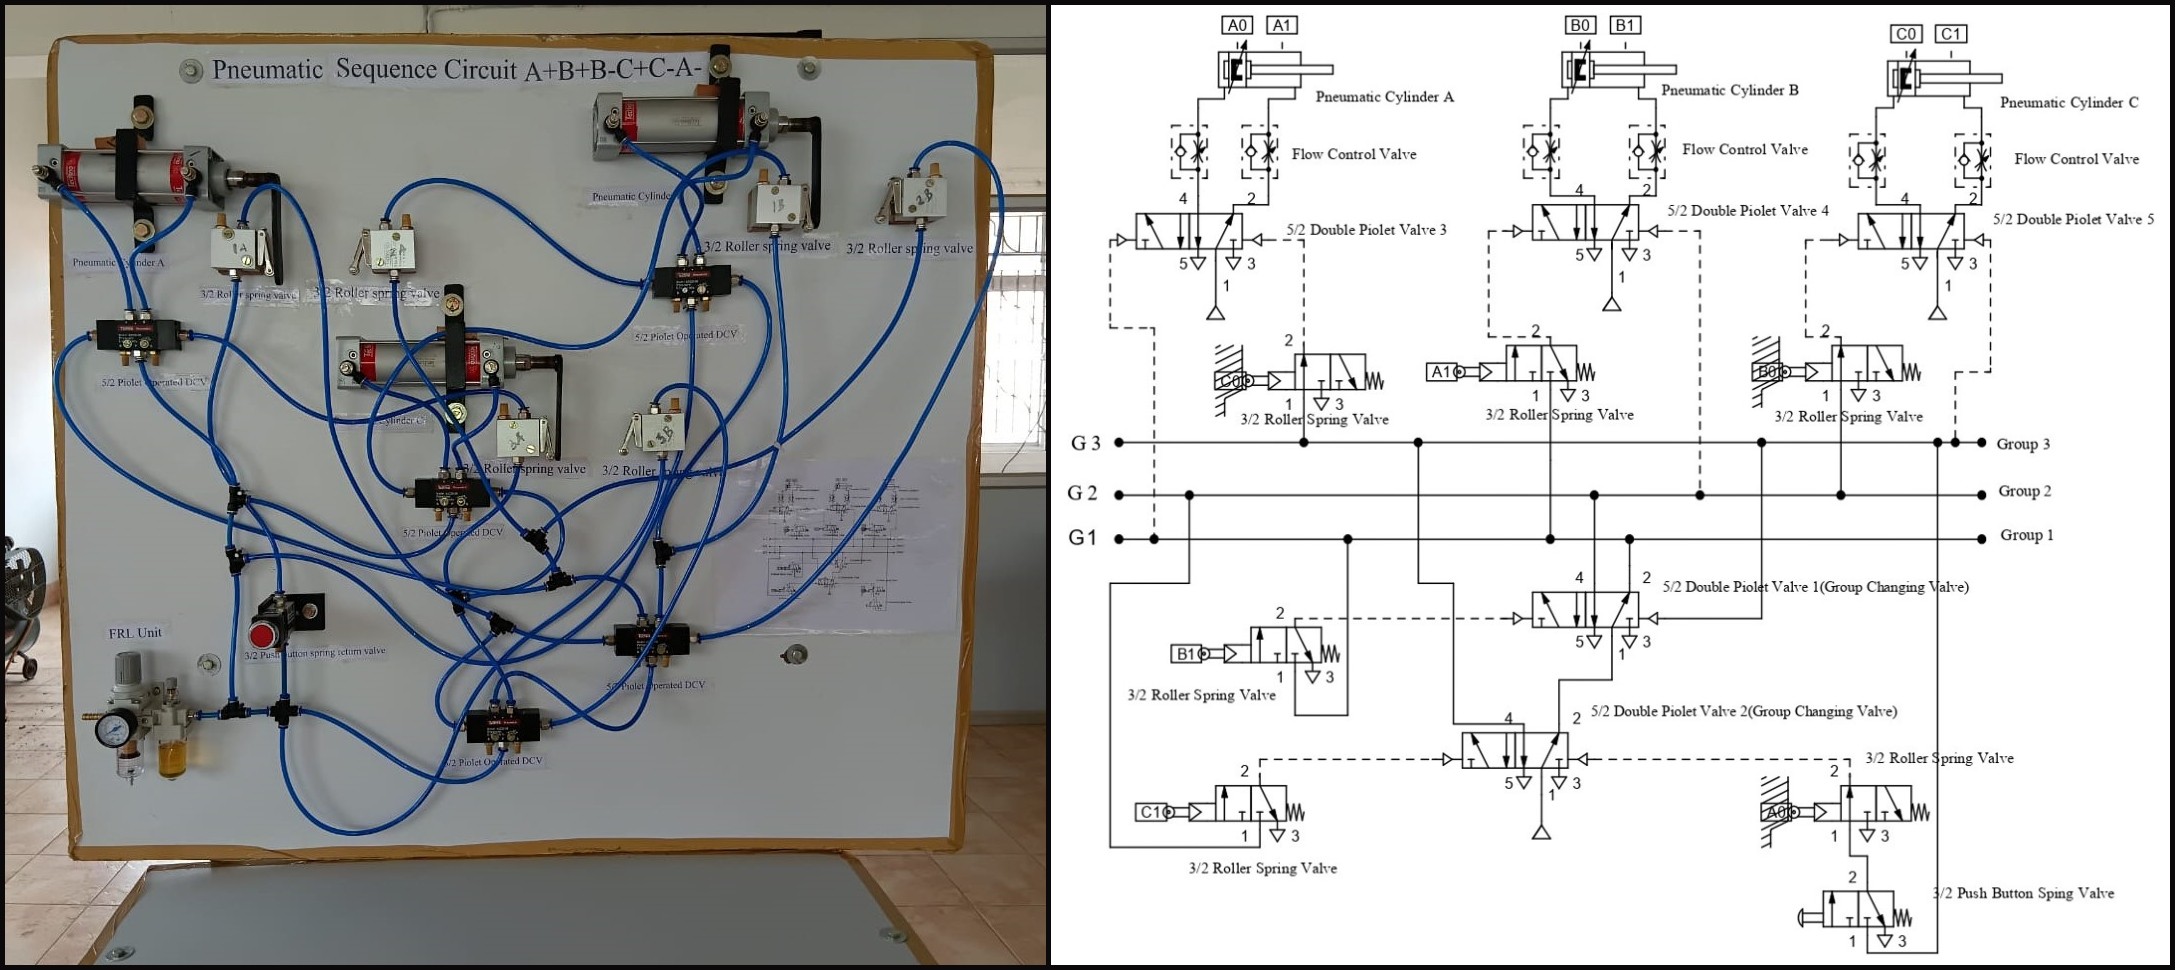 Pneumatic Sequence Circuit A+B+B-C+C-A-
Pneumatic Cylinder
1B
2B
3/2 Roller spring valve
3/2 Roller spring valve
1A
Pneumatic Cylinder A
3/2 Roller spring valve
3/2 Roller spring valve
5/2 Piolet Operated DCV
5/2 Piolet Operated DCV
Cylinder C
3A
3B
3/2 Roller spring valve
3/2 Roller spring valve
5/2 Piolet Operated DCV
FRL Unit
3/2 Push button spring return valve
5/2 Piolet Operated DCV
5/2 Piolet Operated DCV
A0 A1
B0 B1
C0 C1
Pneumatic Cylinder A
Pneumatic Cylinder B
Pneumatic Cylinder C
Flow Control Valve
Flow Control Valve
Flow Control Valve
4 2
4 2
4 2
5/2 Double Piolet Valve 3
5/2 Double Piolet Valve 4
5/2 Double Piolet Valve 5
5 3
5 3
5 3
1
1
1
2
2
2
C0
A1
B0
1 3
1 3
1 3
3/2 Roller Spring Valve
3/2 Roller Spring Valve
3/2 Roller Spring Valve
G 3
Group 3
G 2
Group 2
G1
Group 1
4 2
5/2 Double Piolet Valve 1(Group Changing Valve)
2
5 3
1
B1
1 3
3/2 Roller Spring Valve
4 2
5/2 Double Piolet Valve 2(Group Changing Valve)
3/2 Roller Spring Valve
2
5 3
1
2
C1
A0
1 3
1 3
3/2 Roller Spring Valve
2
3/2 Push Button Sping Valve
1 3